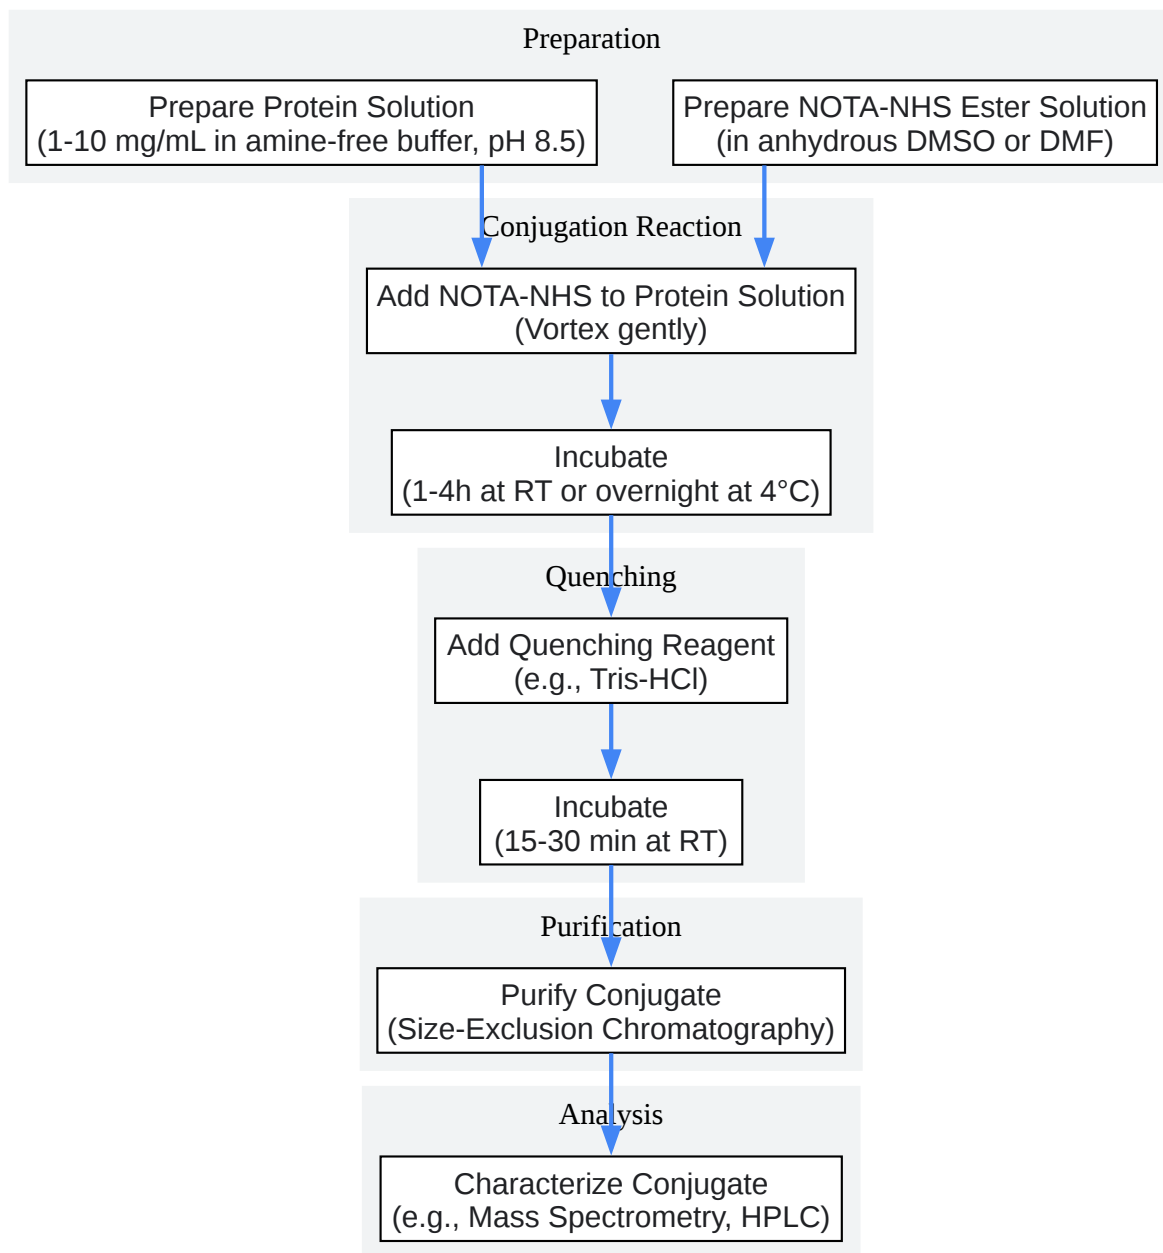 Preparation
Prepare Protein Solution
(1-10 mg/mL in amine-free buffer, pH 8.5)
Prepare NOTA-NHS Ester Solution
(in anhydrous DMSO or DMF)
Conjugation Reaction
Add NOTA-NHS to Protein Solution
(Vortex gently)
Incubate
(1-4h at RT or overnight at 4°C)
Quenching
Add Quenching Reagent
(e.g., Tris-HCl)
Incubate
(15-30 min at RT)
Purification
Purify Conjugate
(Size-Exclusion Chromatography)
Analysis
Characterize Conjugate
(e.g., Mass Spectrometry, HPLC)